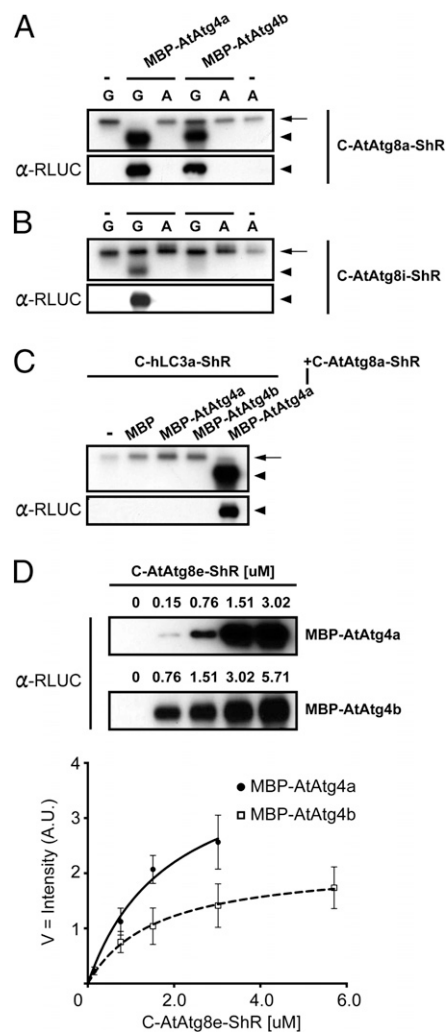 A
MBP-AtAtg4a
MBP-AtAtg4b
- -
G G A G A A
C-AtAtg8a-ShR
α-RLUC
B
- -
G G A G A A
C-AtAtg8i-ShR
α-RLUC
C
C-hLC3a-ShR
+C-AtAtg8a-ShR
- MBP MBP-AtAtg4a MBP-AtAtg4b MBP-AtAtg4a
α-RLUC
D
C-AtAtg8e-ShR [uM]
0 0.15 0.76 1.51 3.02
MBP-AtAtg4a
α-RLUC
0 0.76 1.51 3.02 5.71
MBP-AtAtg4b
V = Intensity (A.U.)
4
3
2
1
0
MBP-AtAtg4a
MBP-AtAtg4b
2.0 4.0 6.0
C-AtAtg8e-ShR [uM]